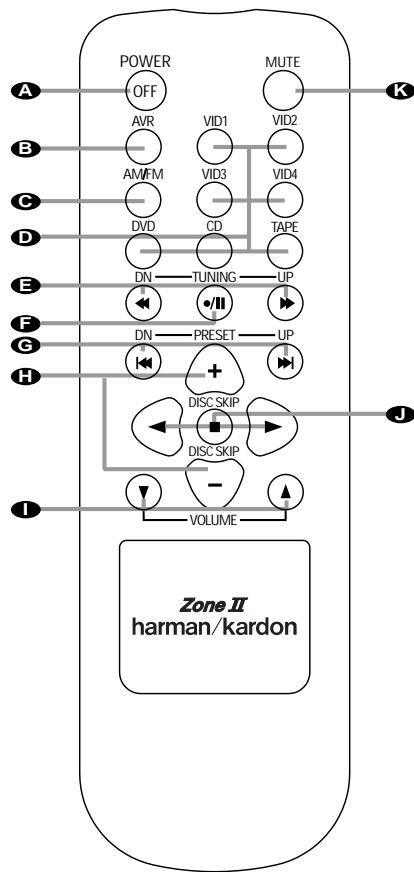 POWER MUTE
A OFF K
AVR VID1 VID2
B
AM/FM VID3 VID4
C
D DVD CD TAPE
E DN TUNING UP
F
DN PRESET UP
G
H +
DISC SKIP
J
DISC SKIP
–
I VOLUME
Zone II
harman/kardon